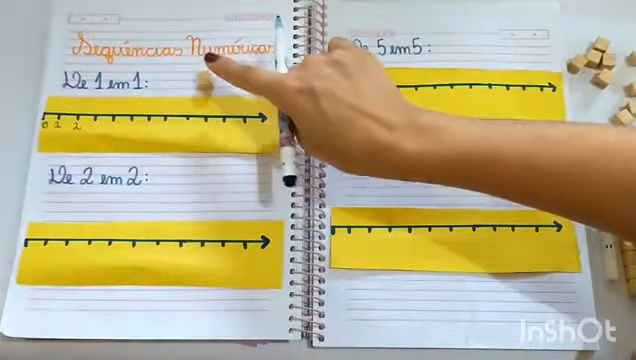 Sequências Numéricas
De 1 em 1:
0 1 2
De 2 em 2:
De 5 em 5:
InShOt